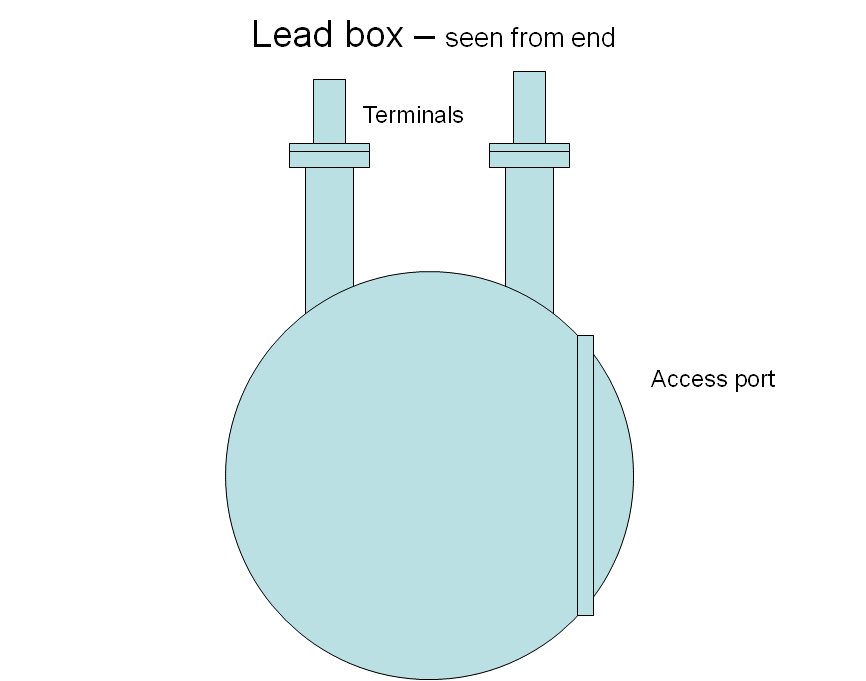 Lead box – seen from end
Terminals
Access port